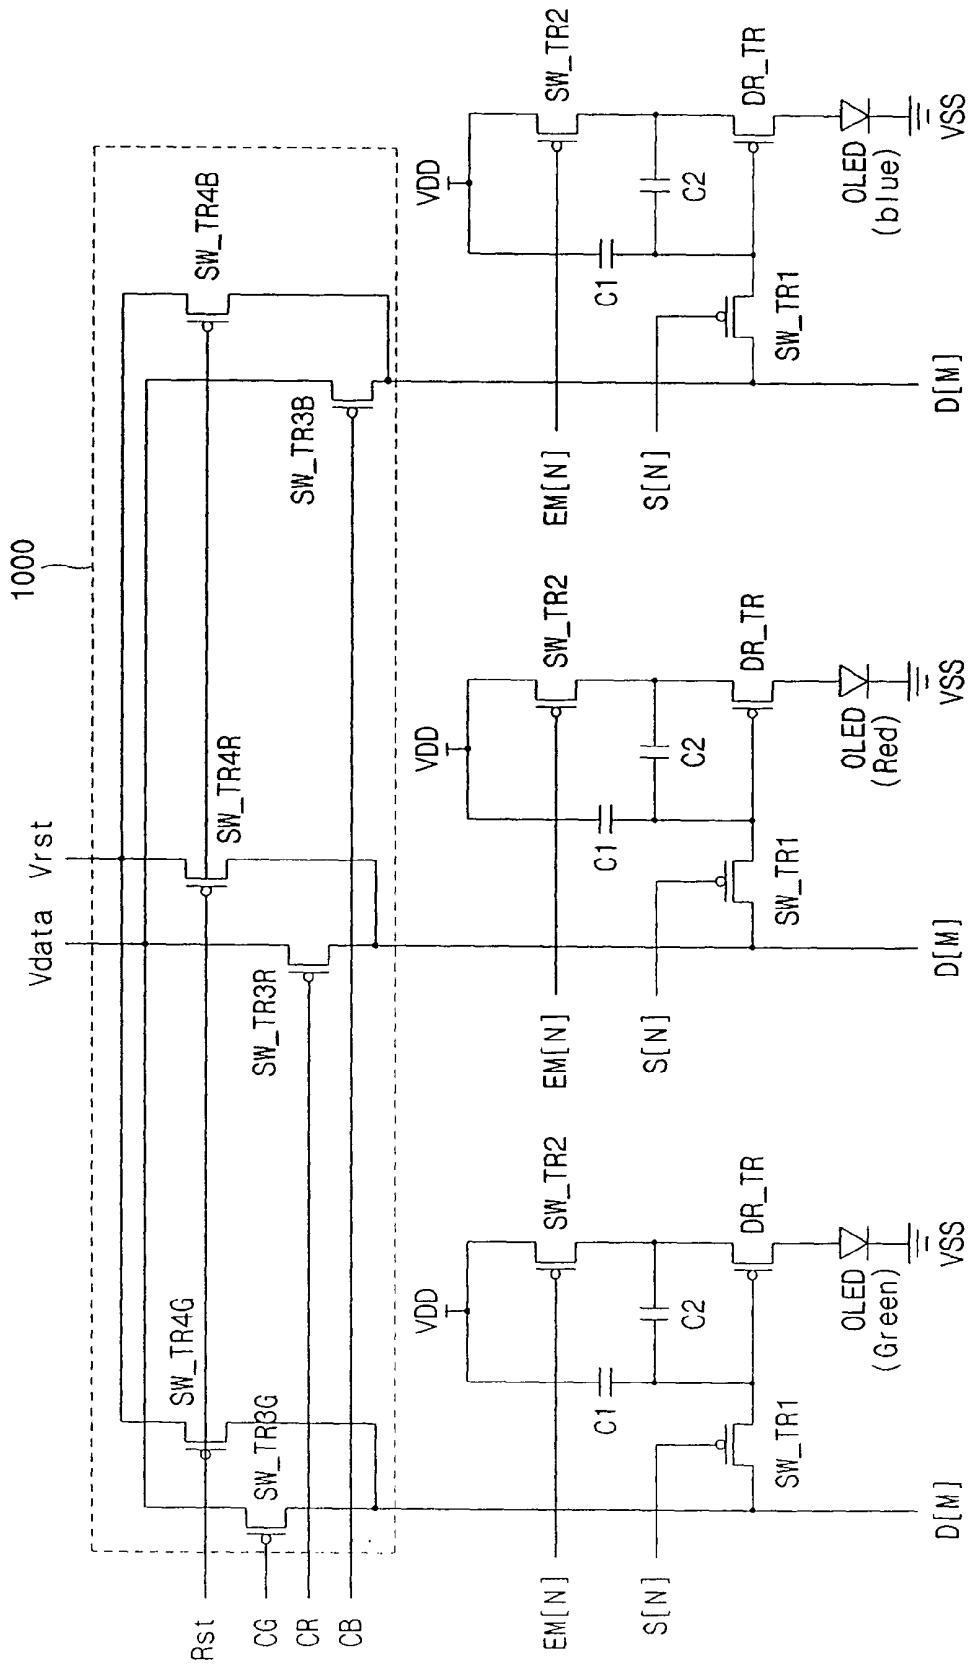 1000
Vdata Vrst
SW_TR4G
SW_TR4R
SW_TR4B
SW_TR3G
SW_TR3R
SW_TR3B
Rst
CG
CR
CB
VDD
VDD
VDD
SW_TR2
SW_TR2
SW_TR2
EM[N]
C1
EM[N]
C1
EM[N]
C1
S[N]
C2
S[N]
C2
S[N]
C2
SW_TR1
DR_TR
SW_TR1
DR_TR
SW_TR1
DR_TR
OLED
(Green)
OLED
(Red)
OLED
(blue)
D[M]
VSS
D[M]
VSS
D[M]
VSS